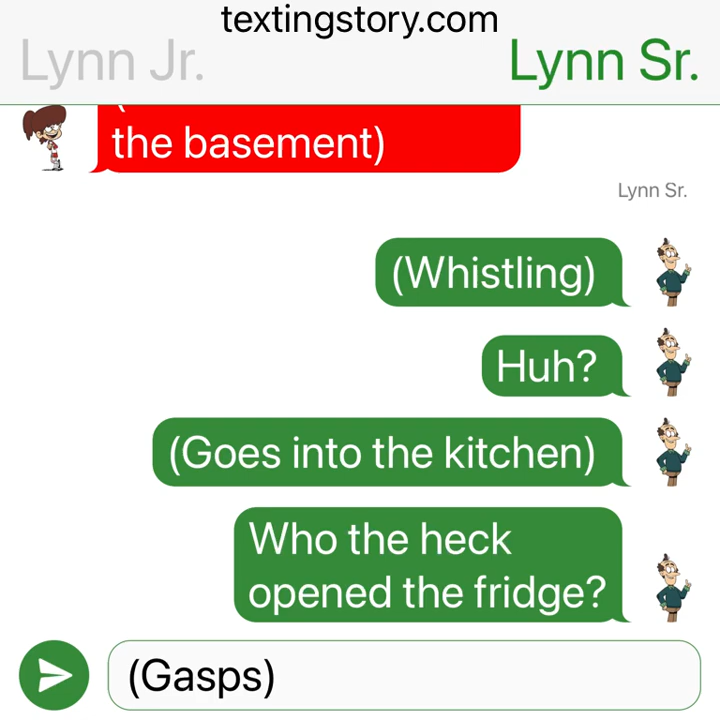 textingstory.com
Lynn Jr.
Lynn Sr.
the basement)
Lynn Sr.
(Whistling)
Huh?
(Goes into the kitchen)
Who the heck
opened the fridge?
(Gasps)